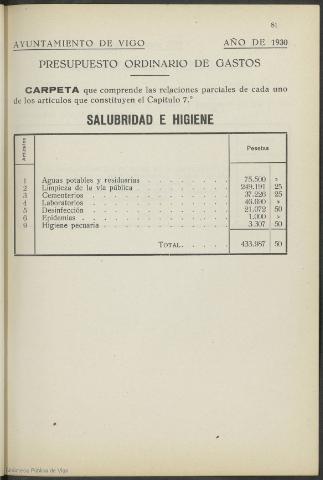 81
AYUNTAMIENTO DE VIGO AÑO DE 1930
PRESUPUESTO ORDINARIO DE GASTOS
CARPETA que comprende las relaciones parciales de cada uno
de los artículos que constituyen el Capítulo 7.º
SALUBRIDAD E HIGIENE
Artículos Pesetas
1 Aguas potables y residuarias 75.500 »
2 Limpieza de la vía pública 249.191 25
3 Cementerios 37.226 25
4 Laboratorios 46.690 »
5 Desinfección 21.072 50
6 Epidemias 1.000 »
9 Higiene pecuaria 3.307 50
TOTAL 433.987 50
Biblioteca Pública de Vigo